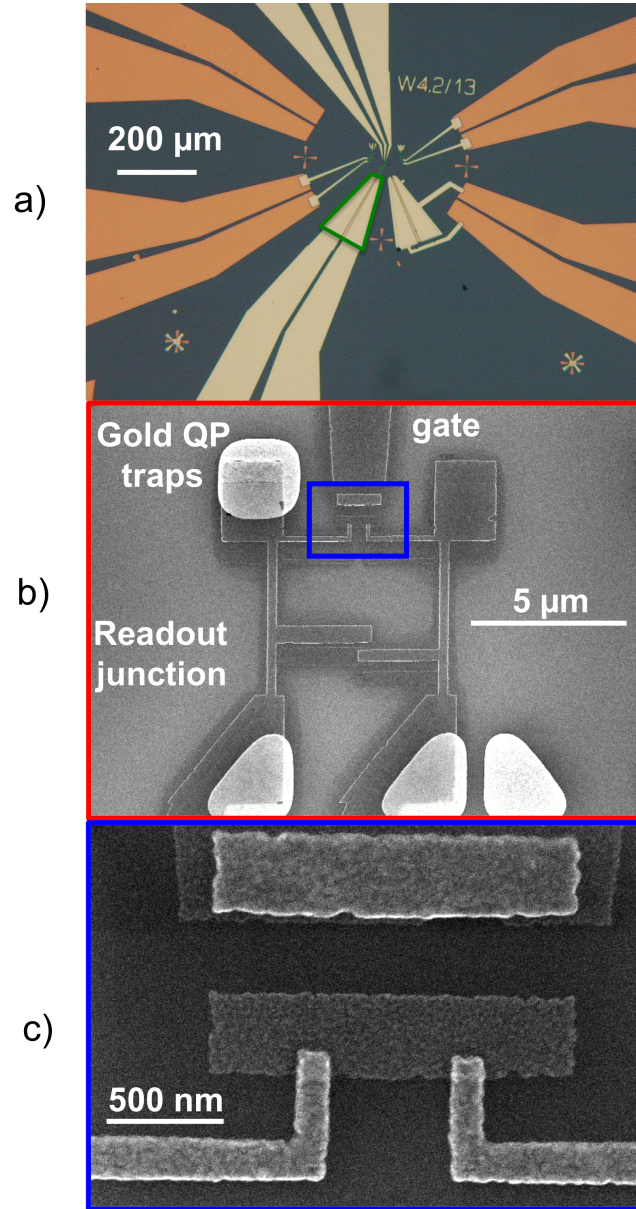 a)
W4.2/13
200 µm
b)
Gold QP
traps
gate
5 µm
Readout
junction
c)
500 nm